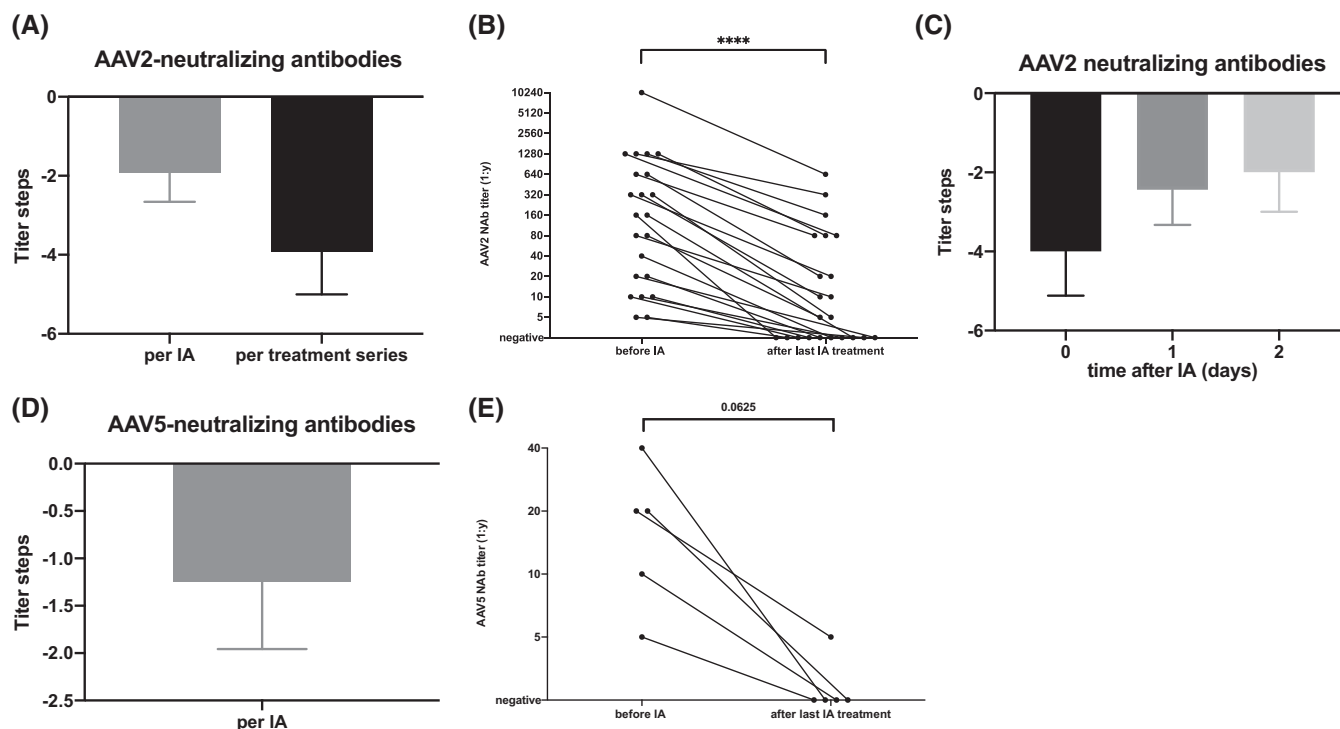 (A)
AAV2-neutralizing antibodies
0
-2
-4
-6
Titer steps
per IA
per treatment series
(B)
****
10240
5120
2560
1280
640
320
160
80
40
20
10
5
negative
AAV2 NAb titer (1:y)
before IA
after last IA treatment
(C)
AAV2 neutralizing antibodies
0
-2
-4
-6
Titer steps
0
1
2
time after IA (days)
(D)
AAV5-neutralizing antibodies
0.0
-0.5
-1.0
-1.5
-2.0
-2.5
Titer steps
per IA
(E)
0.0625
40
20
10
5
negative
AAV5 NAb titer (1:y)
before IA
after last IA treatment